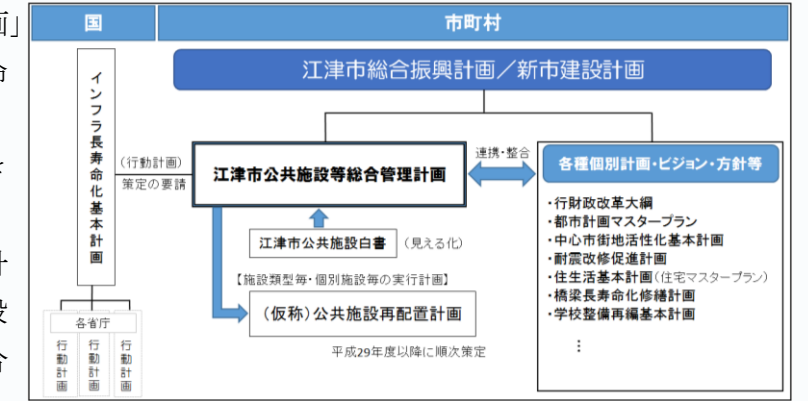 画」
国
市町村
江津市総合振興計画/新市建設計画
インフラ長寿命化基本計画
(行動計画)
策定の要請
江津市公共施設等総合管理計画
連携・整合
各種個別計画・ビジョン・方針等
江津市公共施設白書 (見える化)
【施設類型毎・個別施設毎の実行計画】
(仮称)公共施設再配置計画
平成29年度以降に順次策定
・行財政改革大綱
・都市計画マスタープラン
・中心市街地活性化基本計画
・耐震改修促進計画
・住生活基本計画(住宅マスタープラン)
・橋梁長寿命化修繕計画
・学校整備再編基本計画
⋮
各省庁
行動計画
行動計画
行動計画